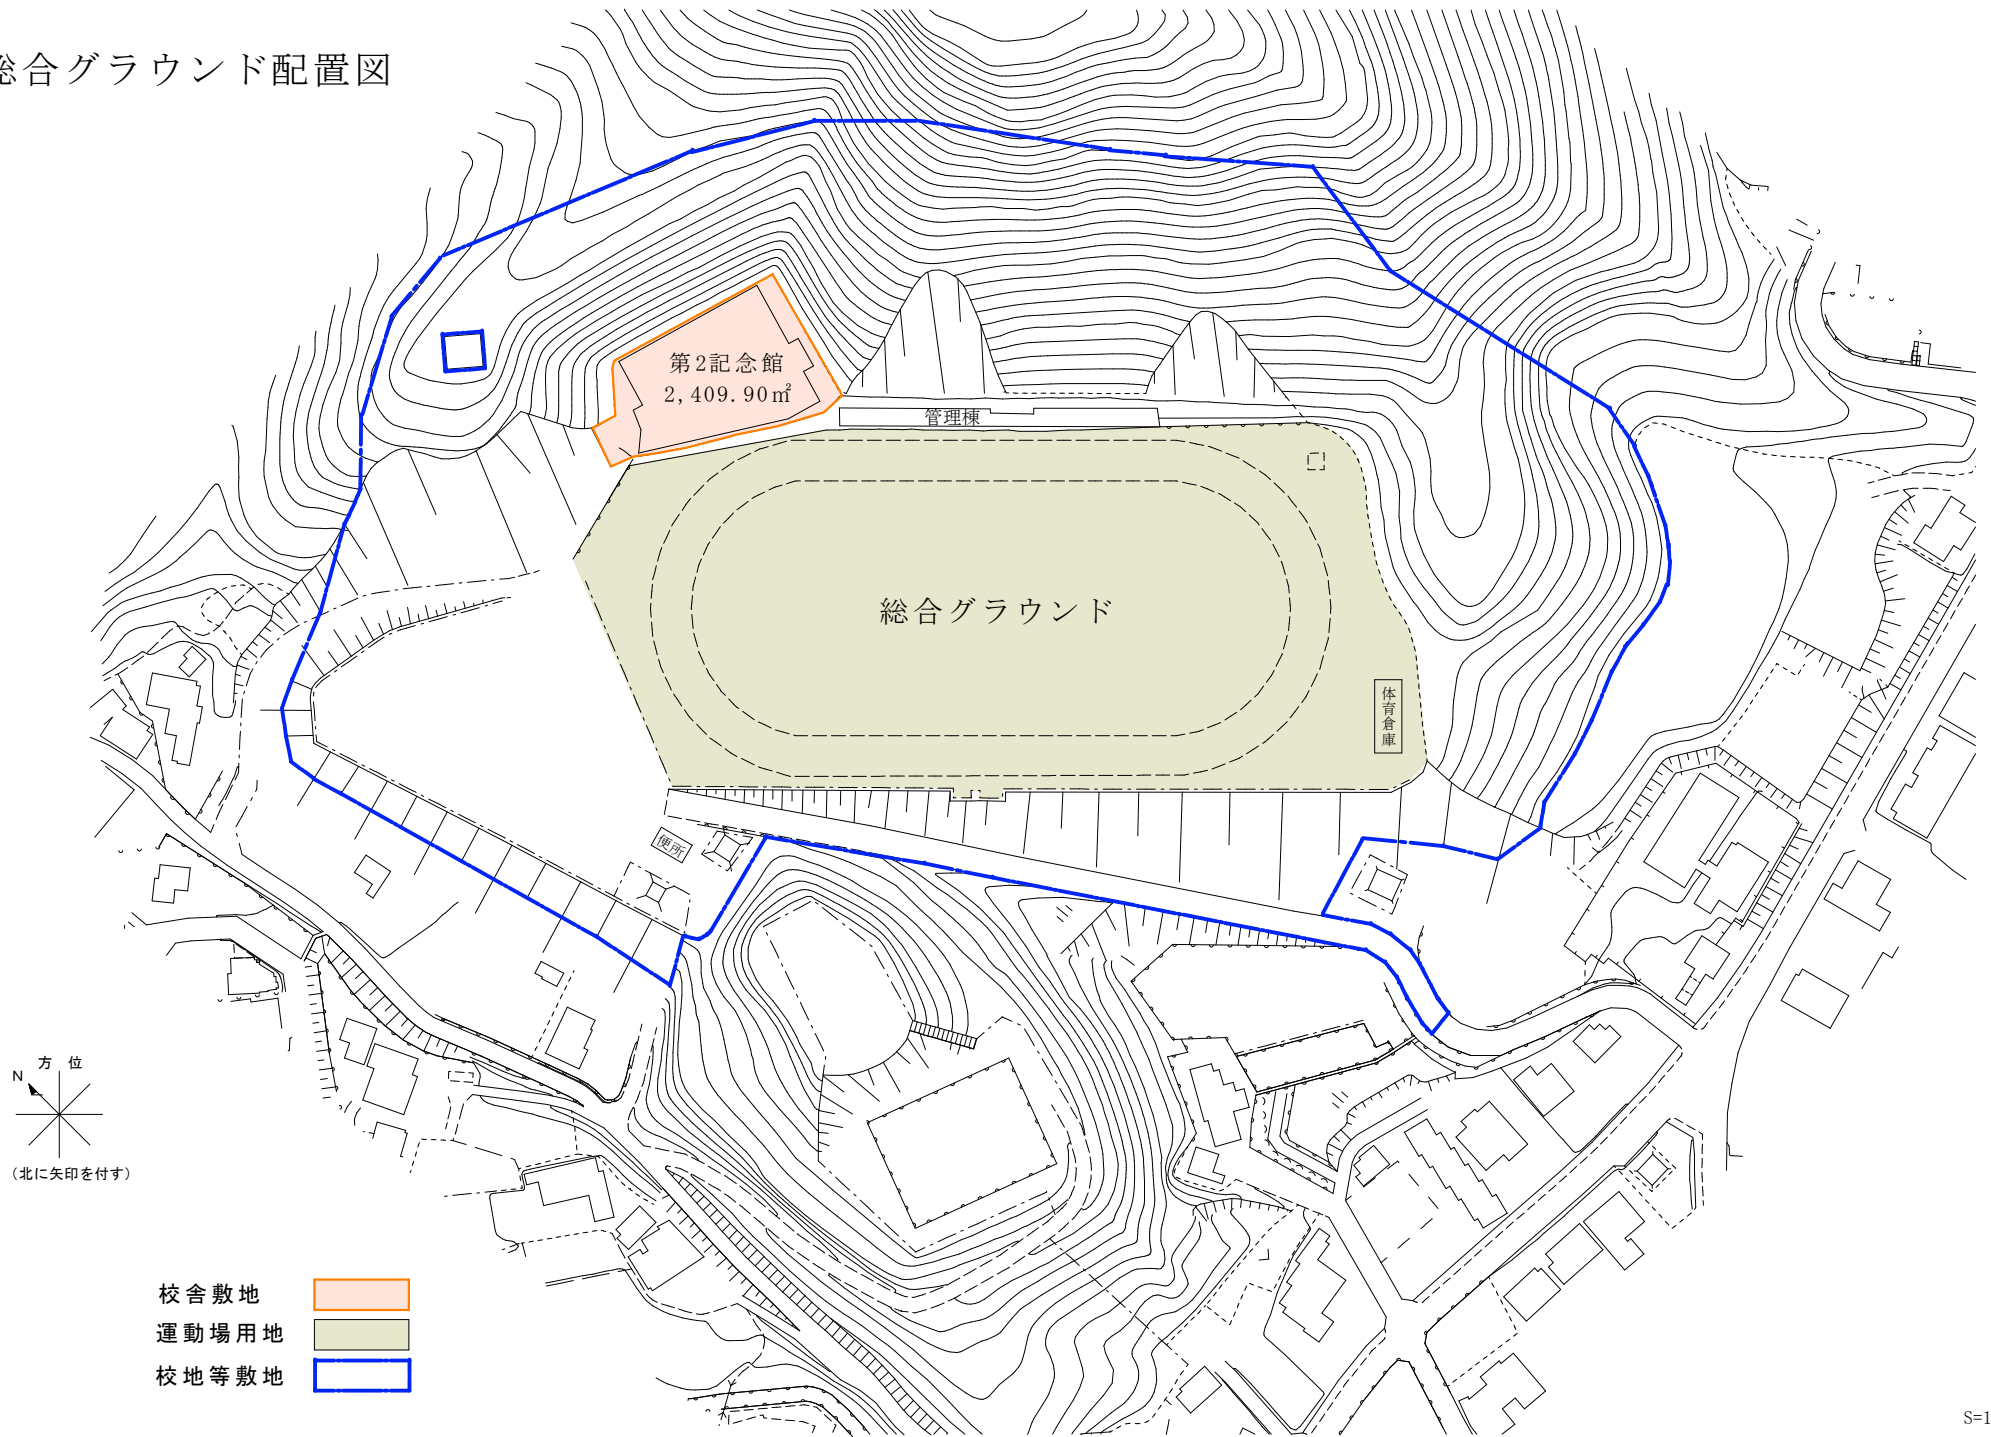 総合グラウンド配置図
第2記念館
2,409.90㎡
管理棟
総合グラウンド
体育倉庫
便所
方位
N
(北に矢印を付す)
校舎敷地
運動場用地
校地等敷地
S=1